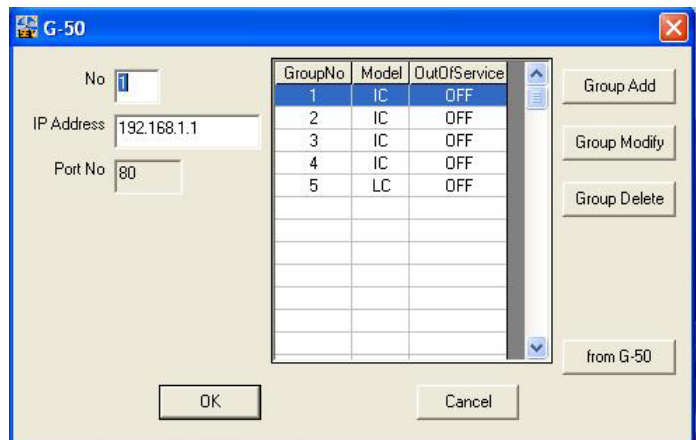 G-50
No 1
IP Address 192.168.1.1
Port No 80
GroupNo Model OutOfService
1 IC OFF
2 IC OFF
3 IC OFF
4 IC OFF
5 LC OFF
Group Add
Group Modify
Group Delete
from G-50
OK
Cancel